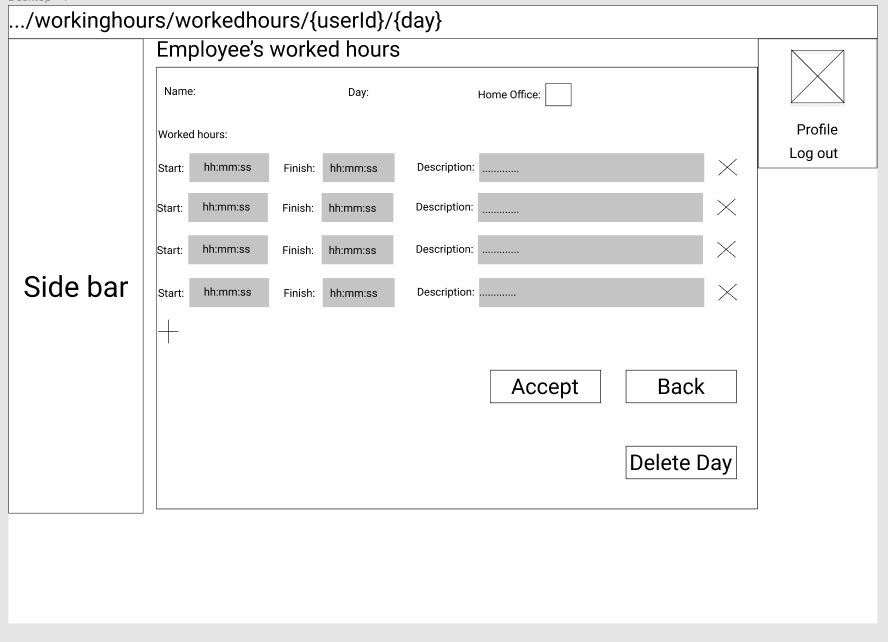 .../workinghours/workedhours/{userId}/{day}
Employee's worked hours
Name: Day: Home Office:
Profile
Log out
Worked hours:
Start: hh:mm:ss Finish: hh:mm:ss Description: .............
Start: hh:mm:ss Finish: hh:mm:ss Description: .............
Start: hh:mm:ss Finish: hh:mm:ss Description: .............
Start: hh:mm:ss Finish: hh:mm:ss Description: .............
Side bar
Accept Back
Delete Day